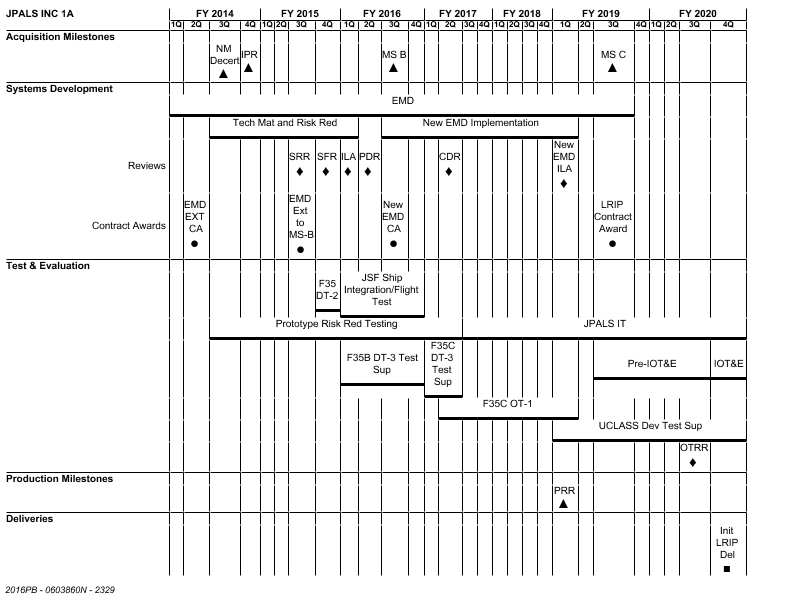 JPALS INC 1A
FY 2014 FY 2015 FY 2016 FY 2017 FY 2018 FY 2019 FY 2020
1Q 2Q 3Q 4Q 1Q 2Q 3Q 4Q 1Q 2Q 3Q 4Q 1Q 2Q 3Q 4Q 1Q 2Q 3Q 4Q 1Q 2Q 3Q 4Q 1Q 2Q 3Q 4Q
Acquisition Milestones
NM
Decert
IPR
MS B
MS C
Systems Development
EMD
Tech Mat and Risk Red
New EMD Implementation
Reviews
SRR
SFR
ILA
PDR
CDR
New
EMD
ILA
Contract Awards
EMD
EXT
CA
EMD
Ext
to
MS-B
New
EMD
CA
LRIP
Contract
Award
Test & Evaluation
F35
DT-2
JSF Ship
Integration/Flight
Test
Prototype Risk Red Testing
JPALS IT
F35B DT-3 Test
Sup
F35C
DT-3
Test
Sup
Pre-IOT&E
IOT&E
F35C OT-1
UCLASS Dev Test Sup
OTRR
Production Milestones
PRR
Deliveries
Init
LRIP
Del
2016PB - 0603860N - 2329